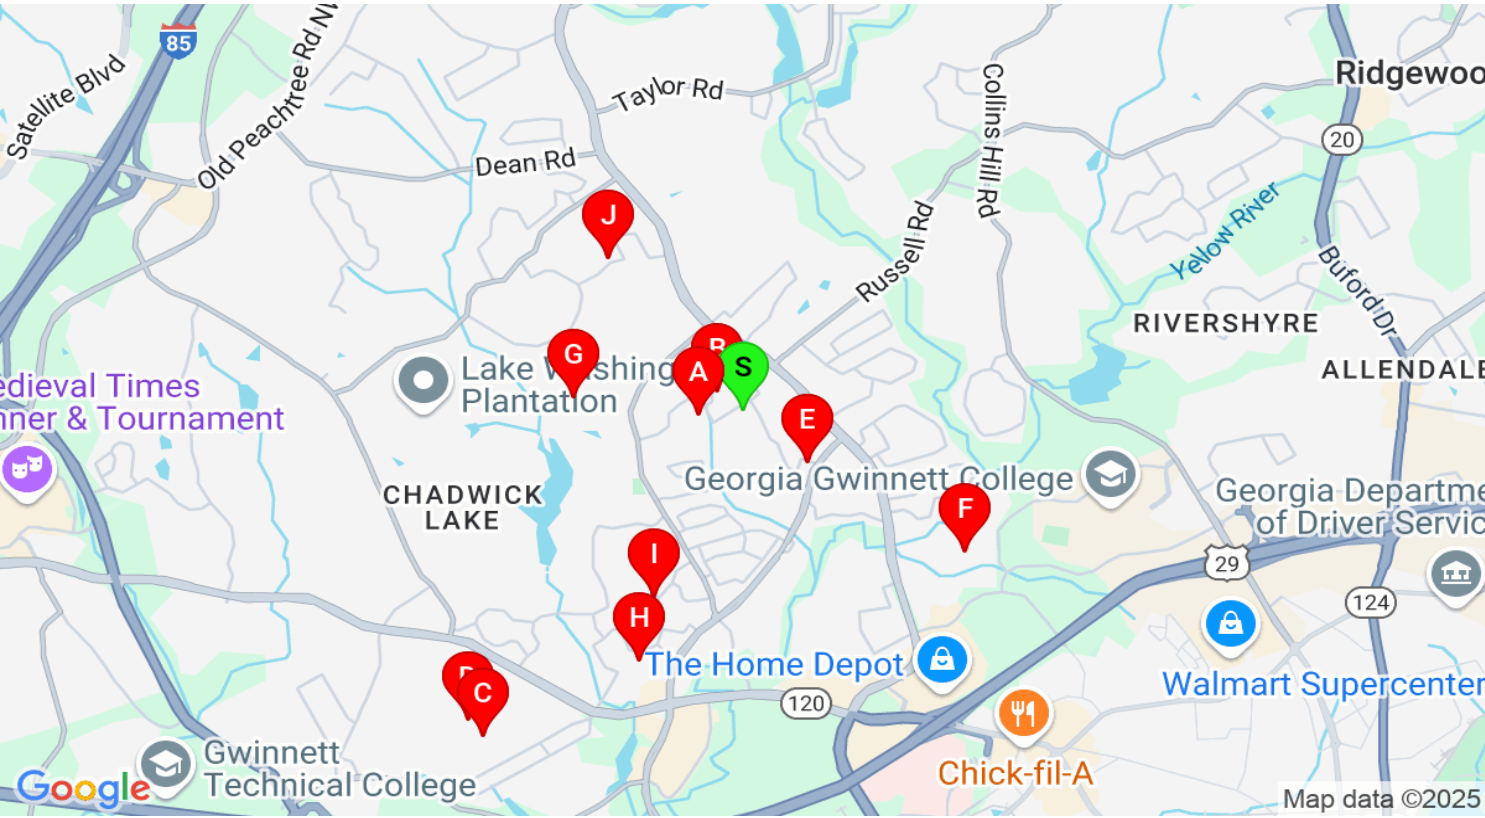 85
Satellite Blvd
Old Peachtree Rd NW
Taylor Rd
Dean Rd
Collins Hill Rd
Ridgewoo
20
Yellow River
Russell Rd
Buford Dr
RIVERSHYRE
ALLENDALE
J
G
B
A
S
E
F
I
H
C
Lake Washing
Plantation
edieval Times
nner & Tournament
CHADWICK
LAKE
Georgia Gwinnett College
Georgia Departme
of Driver Servic
29
124
The Home Depot
Walmart Supercenter
120
Chick-fil-A
Gwinnett
Technical College
Google
Map data ©2025